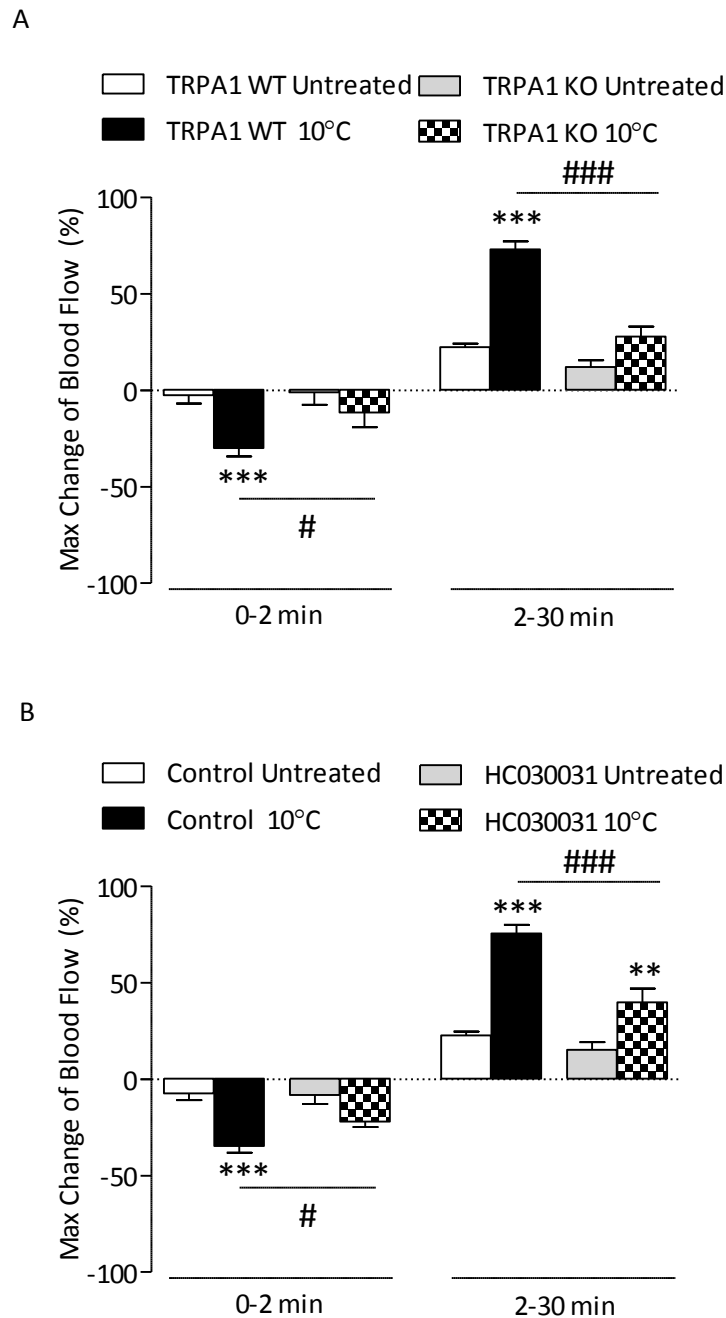 A
TRPA1 WT Untreated TRPA1 KO Untreated
TRPA1 WT 10°C TRPA1 KO 10°C
###
100
***
50
0
-50
-100
Max Change of Blood Flow (%)
***
#
0-2 min 2-30 min
B
Control Untreated HC030031 Untreated
Control 10°C HC030031 10°C
###
100
***
**
50
0
-50
-100
Max Change of Blood Flow (%)
***
#
0-2 min 2-30 min